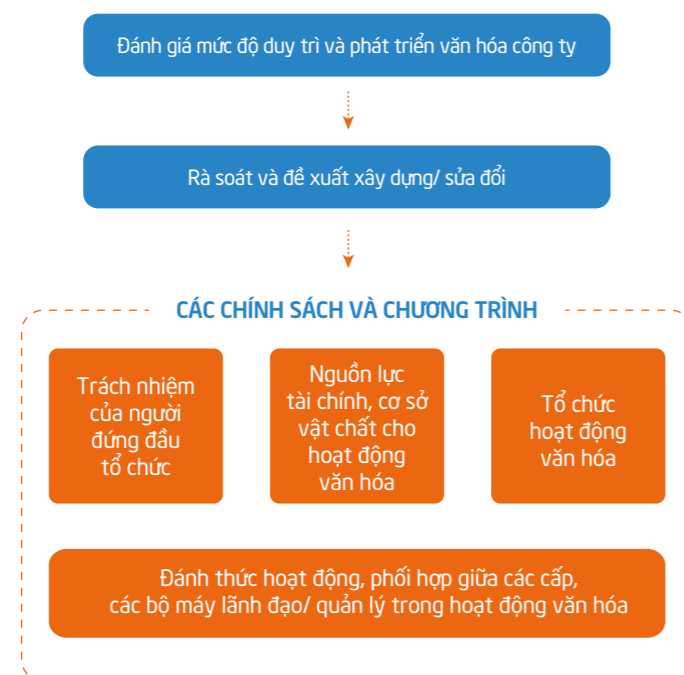 Đánh giá mức độ duy trì và phát triển văn hóa công ty
Rà soát và đề xuất xây dựng/ sửa đổi
CÁC CHÍNH SÁCH VÀ CHƯƠNG TRÌNH
Trách nhiệm
của người
đứng đầu
tổ chức
Nguồn lực
tài chính, cơ sở
vật chất cho
hoạt động
văn hóa
Tổ chức
hoạt động
văn hóa
Đánh thức hoạt động, phối hợp giữa các cấp,
các bộ máy lãnh đạo/ quản lý trong hoạt động văn hóa